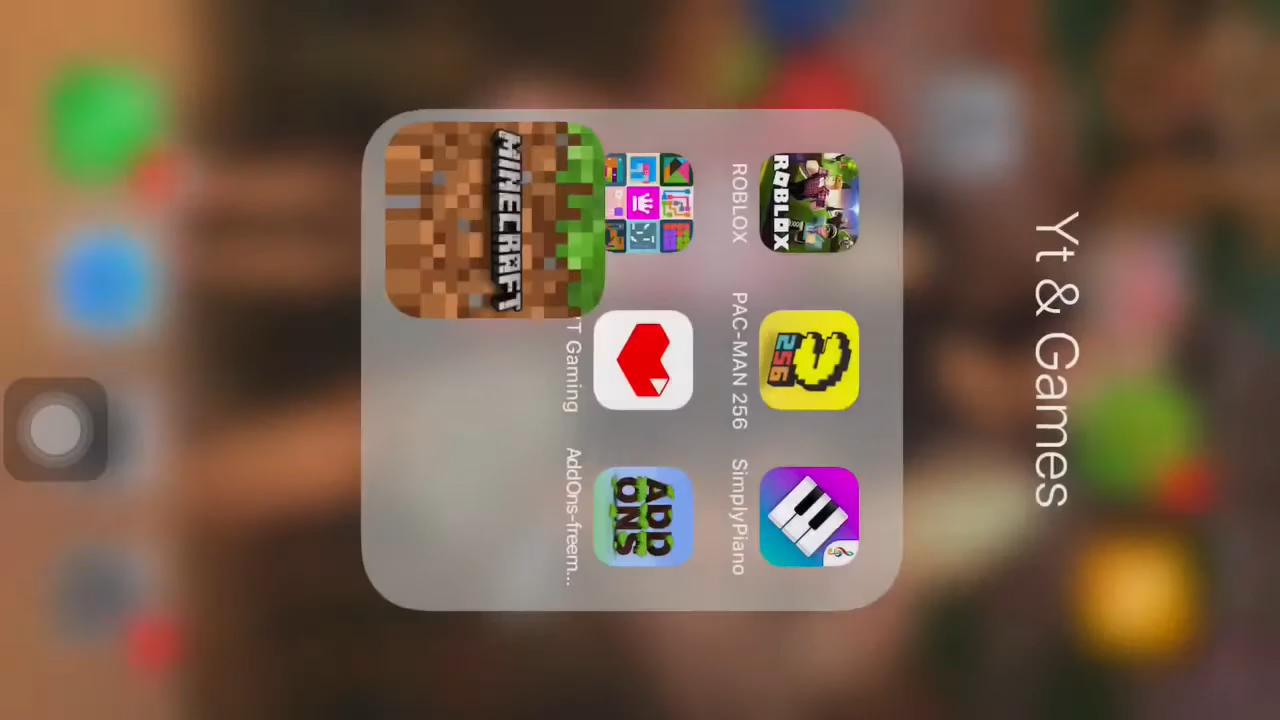 Yt & Games
ROBLOX
256
ROBLOX
PAC-MAN 256
SimplyPiano
ADD
ONS
T Gaming
AddOns-freem...
MINECRAFT